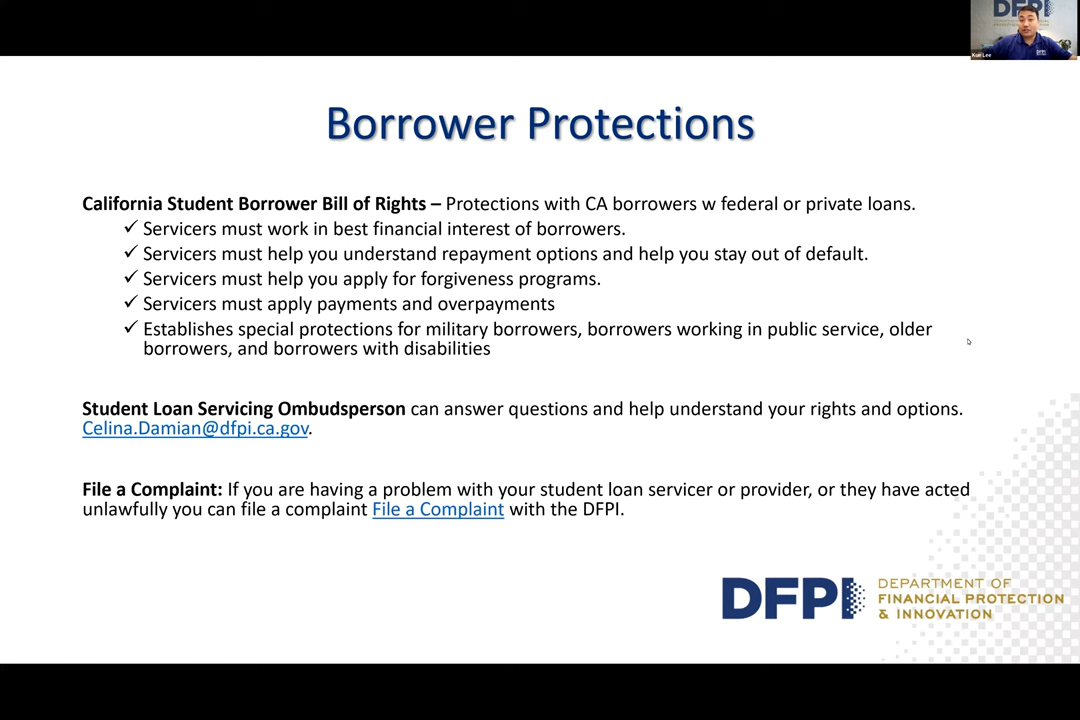 DFPI
DFPI
Kue Lee
Borrower Protections
California Student Borrower Bill of Rights – Protections with CA borrowers w federal or private loans.
✓ Servicers must work in best financial interest of borrowers.
✓ Servicers must help you understand repayment options and help you stay out of default.
✓ Servicers must help you apply for forgiveness programs.
✓ Servicers must apply payments and overpayments
✓ Establishes special protections for military borrowers, borrowers working in public service, older
borrowers, and borrowers with disabilities
Student Loan Servicing Ombudsperson can answer questions and help understand your rights and options.
Celina.Damian@dfpi.ca.gov.
File a Complaint: If you are having a problem with your student loan servicer or provider, or they have acted
unlawfully you can file a complaint File a Complaint with the DFPI.
DFPI
DEPARTMENT OF
FINANCIAL PROTECTION
& INNOVATION